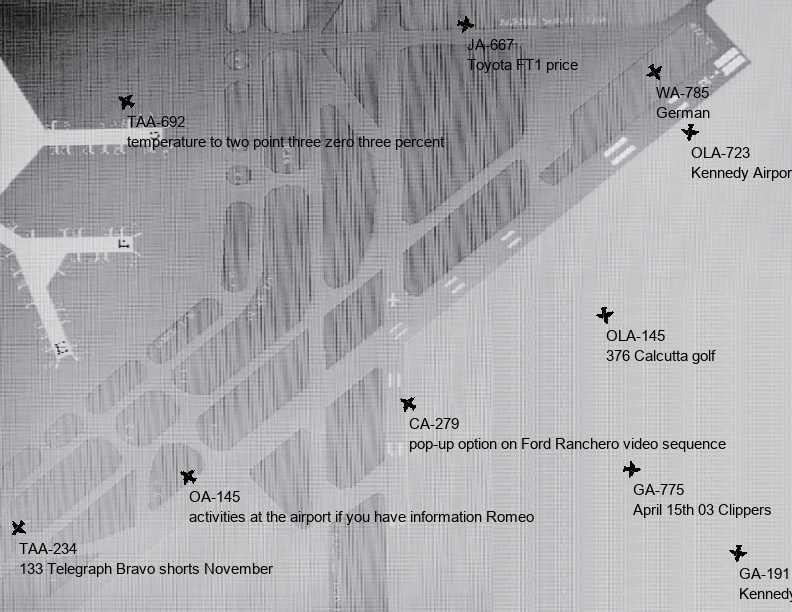 JA-667
Toyota FT1 price
WA-785
German
TAA-692
temperature to two point three zero three percent
OLA-723
Kennedy Airpor
OLA-145
376 Calcutta golf
CA-279
pop-up option on Ford Ranchero video sequence
GA-775
April 15th 03 Clippers
OA-145
activities at the airport if you have information Romeo
TAA-234
133 Telegraph Bravo shorts November
GA-191
Kennedy